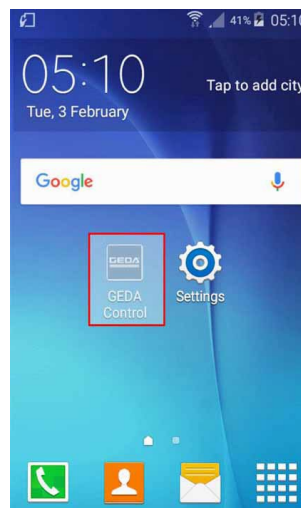 41% 05:10
05:10
Tap to add city
Tue, 3 February
Google
GEDA
GEDA
Control
Settings